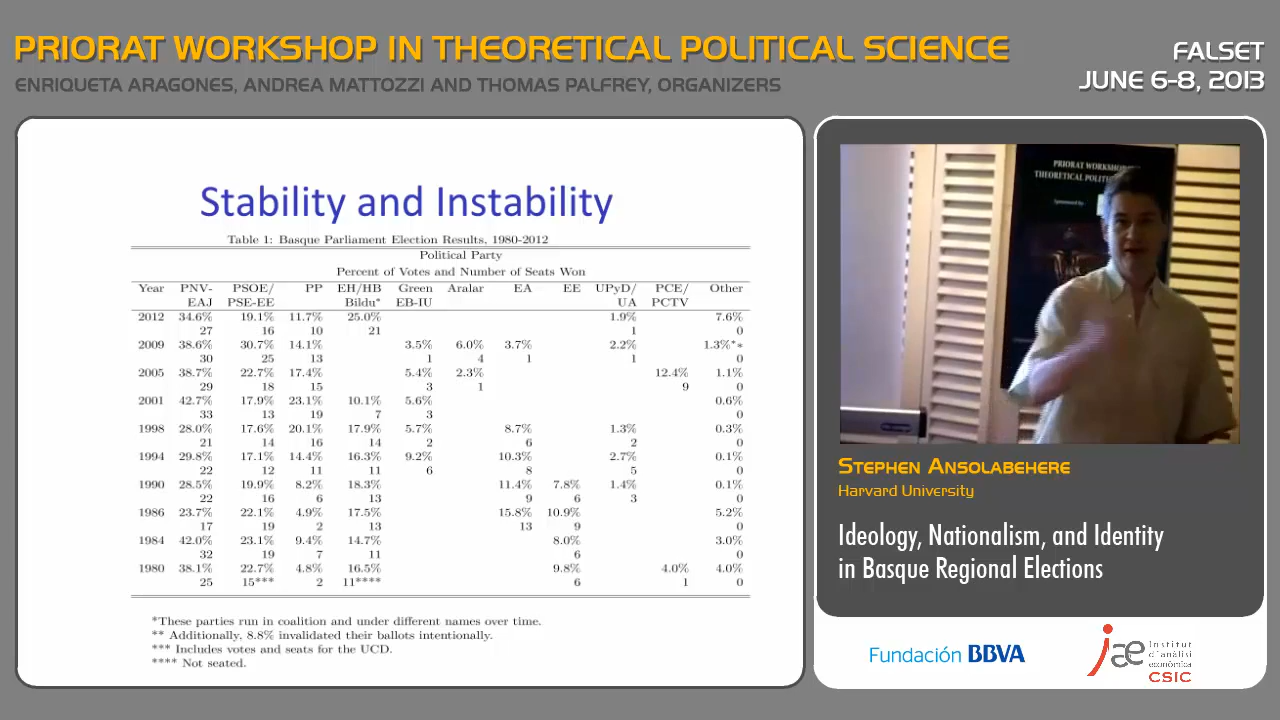 PRIORAT WORKSHOP IN THEORETICAL POLITICAL SCIENCE
ENRIQUETA ARAGONES, ANDREA MATTOZZI AND THOMAS PALFREY, ORGANIZERS
FALSET
JUNE 6-8, 2013
Stability and Instability
Table 1: Basque Parliament Election Results, 1980-2012
Political Party
Percent of Votes and Number of Seats Won
Year PNV- PSOE/ PP EH/HB Green Aralar EA EE UPyD/ PCE/ Other
EAJ PSE-EE Bildu* EB-IU UA PCTV
2012 34.6% 19.1% 11.7% 25.0% 1.9% 7.6%
27 16 10 21 1 0
2009 38.6% 30.7% 14.1% 3.5% 6.0% 3.7% 2.2% 1.3%**
30 25 13 1 4 1 1 0
2005 38.7% 22.7% 17.4% 5.4% 2.3% 12.4% 1.1%
29 18 15 3 1 9 0
2001 42.7% 17.9% 23.1% 10.1% 5.6% 0.6%
33 13 19 7 3 0
1998 28.0% 17.6% 20.1% 17.9% 5.7% 8.7% 1.3% 0.3%
21 14 16 14 2 6 2 0
1994 29.8% 17.1% 14.4% 16.3% 9.2% 10.3% 2.7% 0.1%
22 12 11 11 6 8 5 0
1990 28.5% 19.9% 8.2% 18.3% 11.4% 7.8% 1.4% 0.1%
22 16 6 13 9 6 3 0
1986 23.7% 22.1% 4.9% 17.5% 15.8% 10.9% 5.2%
17 19 2 13 13 9 0
1984 42.0% 23.1% 9.4% 14.7% 8.0% 3.0%
32 19 7 11 6 0
1980 38.1% 22.7% 4.8% 16.5% 9.8% 4.0% 4.0%
25 15*** 2 11**** 6 1 0
*These parties run in coalition and under different names over time.
** Additionally, 8.8% invalidated their ballots intentionally.
*** Includes votes and seats for the UCD.
**** Not seated.
PRIORAT WORKSHOP
THEORETICAL POLITI
Sponsored by
STEPHEN ANSOLABEHERE
Harvard University
Ideology, Nationalism, and Identity
in Basque Regional Elections
Fundación BBVA
iae Institut
d'anàlisi
econòmica
CSIC